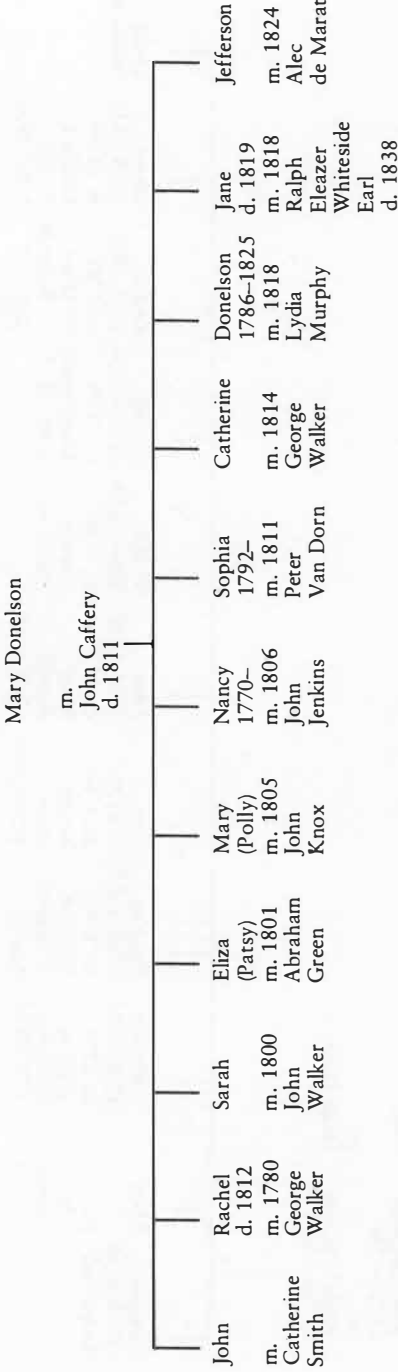 Mary Donelson
m.
John Caffery
d. 1811
John
m.
Catherine
Smith
Rachel
d. 1812
m. 1780
George
Walker
Sarah
m. 1800
John
Walker
Eliza
(Patsy)
m. 1801
Abraham
Green
Mary
(Polly)
m. 1805
John
Knox
Nancy
1770–
m. 1806
John
Jenkins
Sophia
1792–
m. 1811
Peter
Van Dorn
Catherine
m. 1814
George
Walker
Donelson
1786–1825
m. 1818
Lydia
Murphy
Jane
d. 1819
m. 1818
Ralph
Eleazer
Whiteside
Earl
d. 1838
Jefferson
m. 1824
Alec
de Marat